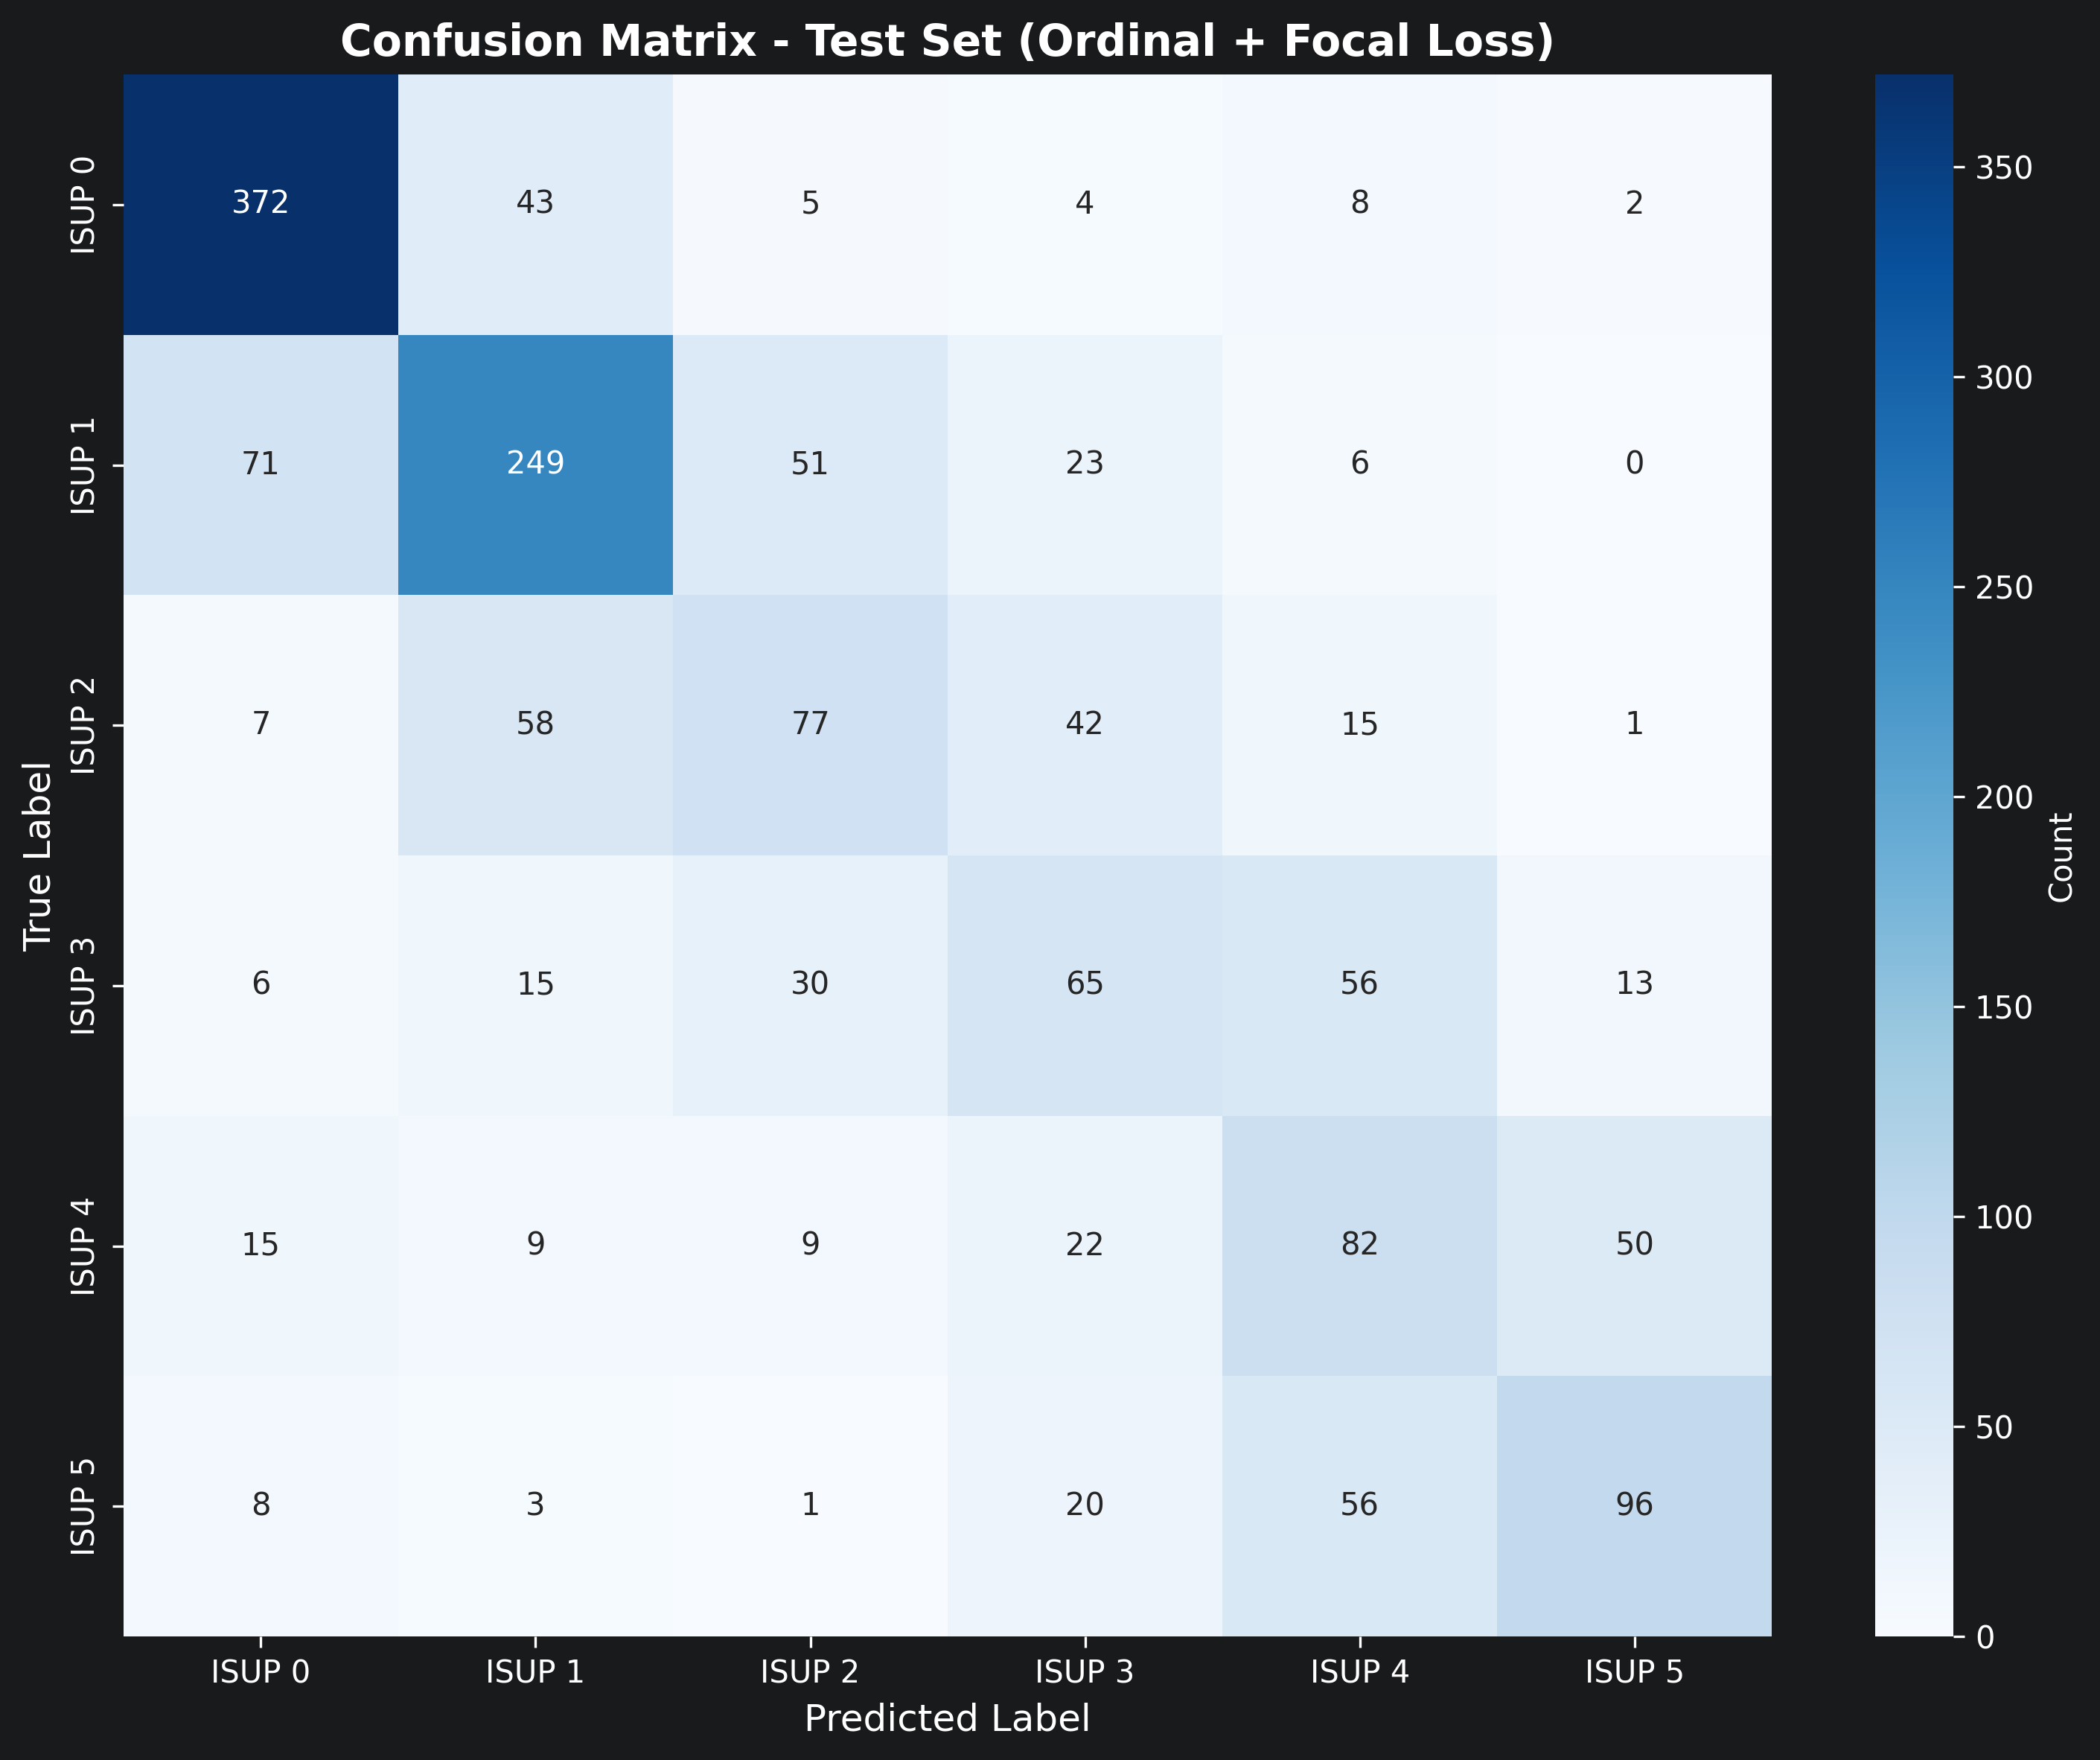 Confusion Matrix - Test Set (Ordinal + Focal Loss)
True Label
ISUP 0
372 43 5 4 8 2
ISUP 1
71 249 51 23 6 0
ISUP 2
7 58 77 42 15 1
ISUP 3
6 15 30 65 56 13
ISUP 4
15 9 9 22 82 50
ISUP 5
8 3 1 20 56 96
ISUP 0 ISUP 1 ISUP 2 ISUP 3 ISUP 4 ISUP 5
Predicted Label
350
300
250
200
150
100
50
0
Count